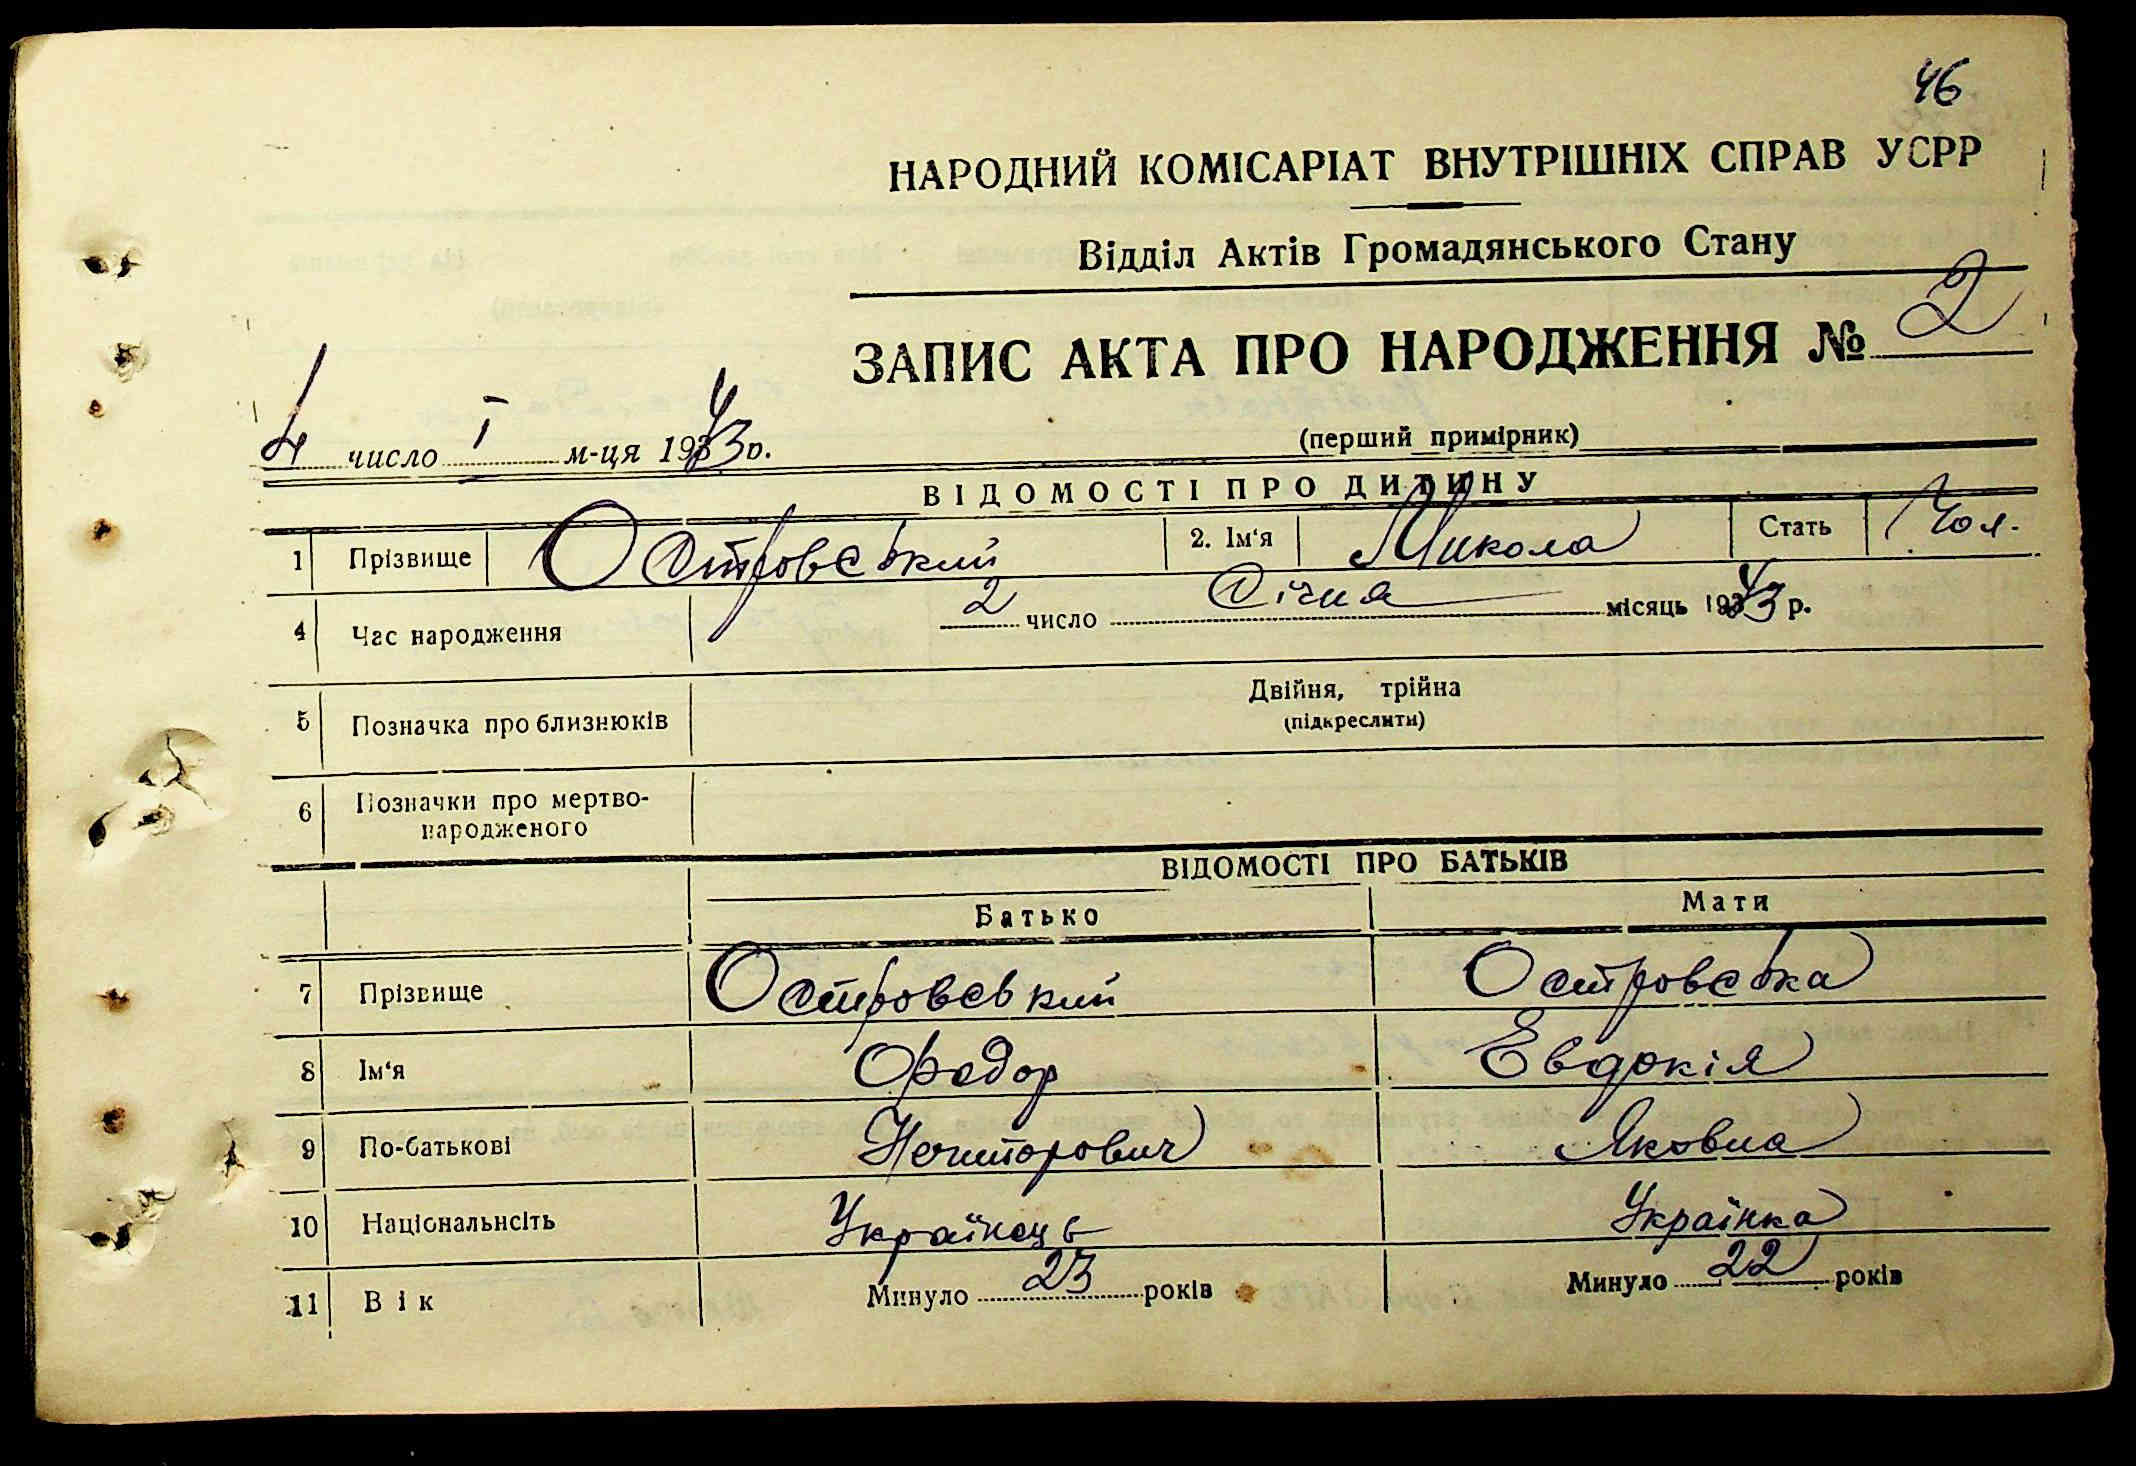 46
НАРОДНИЙ КОМІСАРІАТ ВНУТРІШНІХ СПРАВ УСРР
Відділ Актів Громадянського Стану
ЗАПИС АКТА ПРО НАРОДЖЕННЯ № 2
4 число I м-ця 1943 р.
(перший примірник)
ВІДОМОСТІ ПРО ДИТИНУ
1 Прізвище Островський 2. Ім'я Микола Стать Чол.
4 Час народження 2 число Січня місяць 1943 р.
5 Позначка про близнюків Двійня, трійна
(підкреслити)
6 Позначки про мертво-
народженого
ВІДОМОСТІ ПРО БАТЬКІВ
Батько Мати
7 Прізвище Островський Островська
8 Ім'я Федор Евдокія
9 По-батькові Яковна
10 Національнсіть Українець Українка
11 Вік Минуло 23 років Минуло 22 років